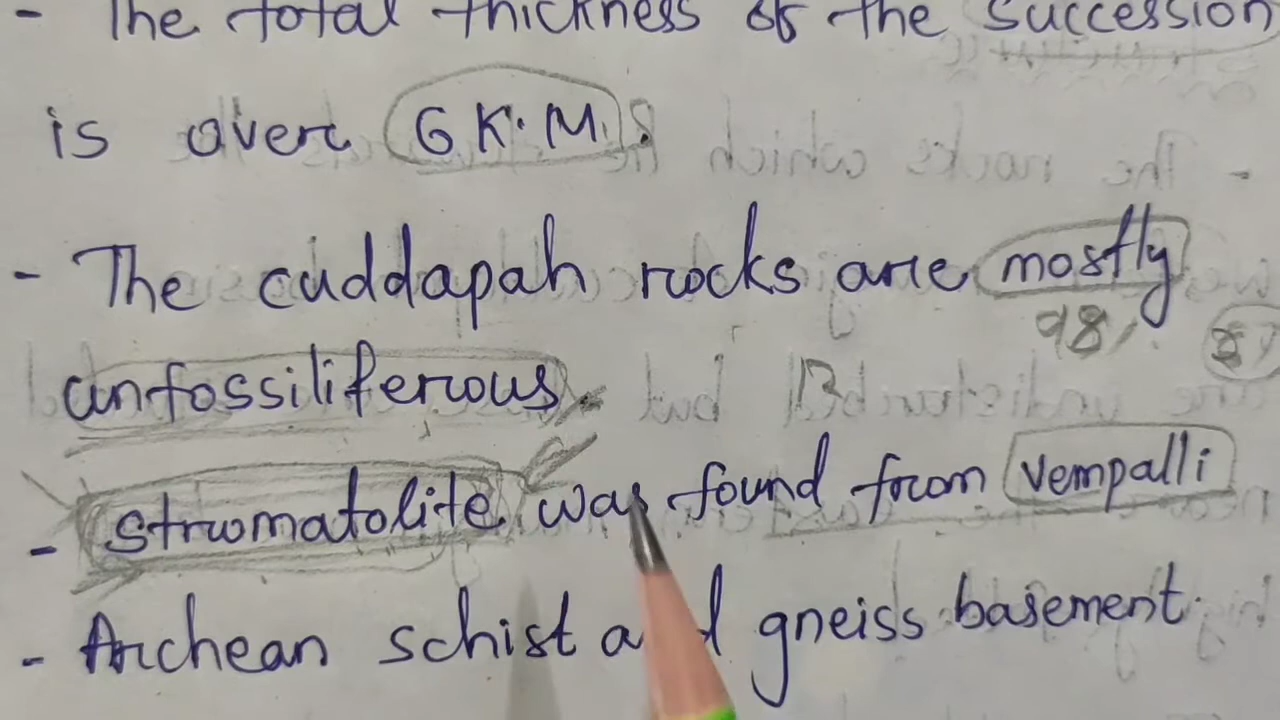 - The total thickness of the succession
is over 6 K.M.
- The cuddapah rocks are mostly
98%
unfossiliferous.
- stromatolite was found from vempalli
- Archean schist and gneiss basement.